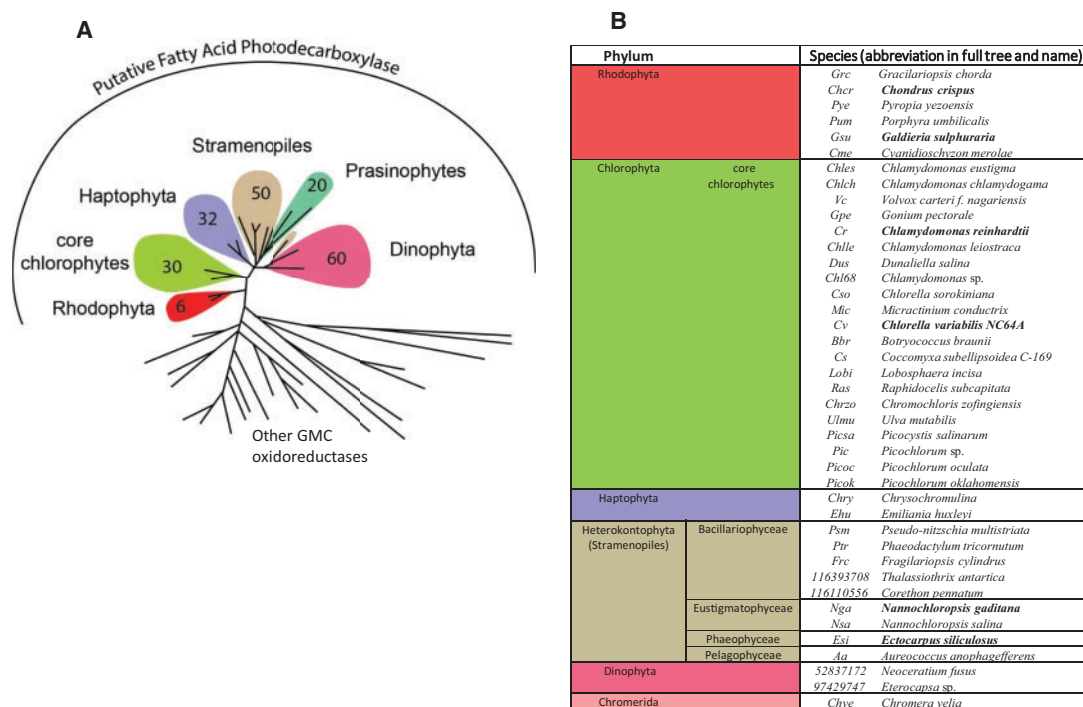 A
Putative Fatty Acid Photodecarboxylase
Stramenopiles
50
20
Prasinophytes
Haptophyta
32
core
chlorophytes
30
60
Dinophyta
Rhodophyta
6
Other GMC
oxidoreductases
B
Phylum Species (abbreviation in full tree and name)
Rhodophyta Grc Gracilariopsis chorda
Chcr Chondrus crispus
Pye Pyropia yezoensis
Pum Porphyra umbilicalis
Gsu Galdieria sulphuraria
Cme Cyanidioschyzon merolae
Chlorophyta core Chles Chlamydomonas eustigma
chlorophytes Chlch Chlamydomonas chlamydogama
Vc Volvox carteri f. nagariensis
Gpe Gonium pectorale
Cr Chlamydomonas reinhardtii
Chlle Chlamydomonas leiostraca
Dus Dunaliella salina
Chl68 Chlamydomonas sp.
Cso Chlorella sorokiniana
Mic Micractinium conductrix
Cv Chlorella variabilis NC64A
Bbr Botryococcus braunii
Cs Coccomyxa subellipsoidea C-169
Lobi Lobosphaera incisa
Ras Raphidocelis subcapitata
Chrzo Chromochloris zofingiensis
Ulmu Ulva mutabilis
Picsa Picocystis salinarum
Pic Picochlorum sp.
Picoc Picochlorum oculata
Picok Picochlorum oklahomensis
Haptophyta Chry Chrysochromulina
Ehu Emiliania huxleyi
Heterokontophyta Bacillariophyceae Psm Pseudo-nitzschia multistriata
(Stramenopiles) Ptr Phaeodactylum tricornutum
Frc Fragilariopsis cylindrus
116393708 Thalassiothrix antartica
116110556 Corethon pennatum
Eustigmatophyceae Nga Nannochloropsis gaditana
Nsa Nannochloropsis salina
Phaeophyceae Esi Ectocarpus siliculosus
Pelagophyceae Aa Aureococcus anophagefferens
Dinophyta 52837172 Neoceratium fusus
97429747 Eterocapsa sp.
Chromerida Chve Chromera velia